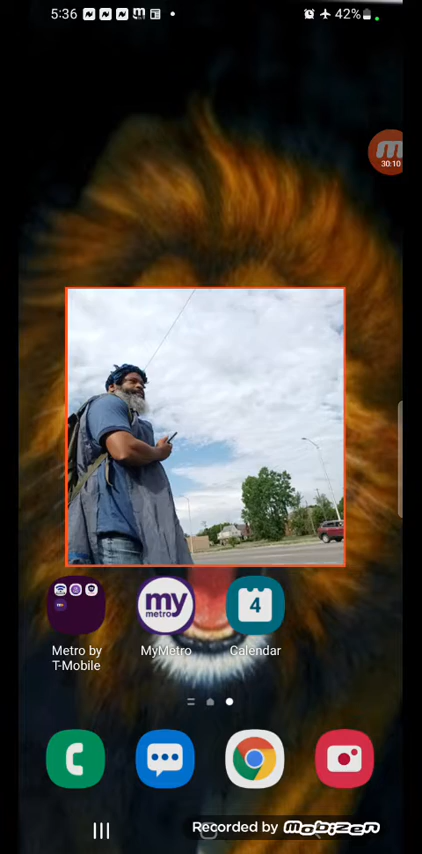 5:36
42%
m
30:10
my
metro
4
Metro by
T-Mobile
MyMetro
Calendar
Recorded by mobizen